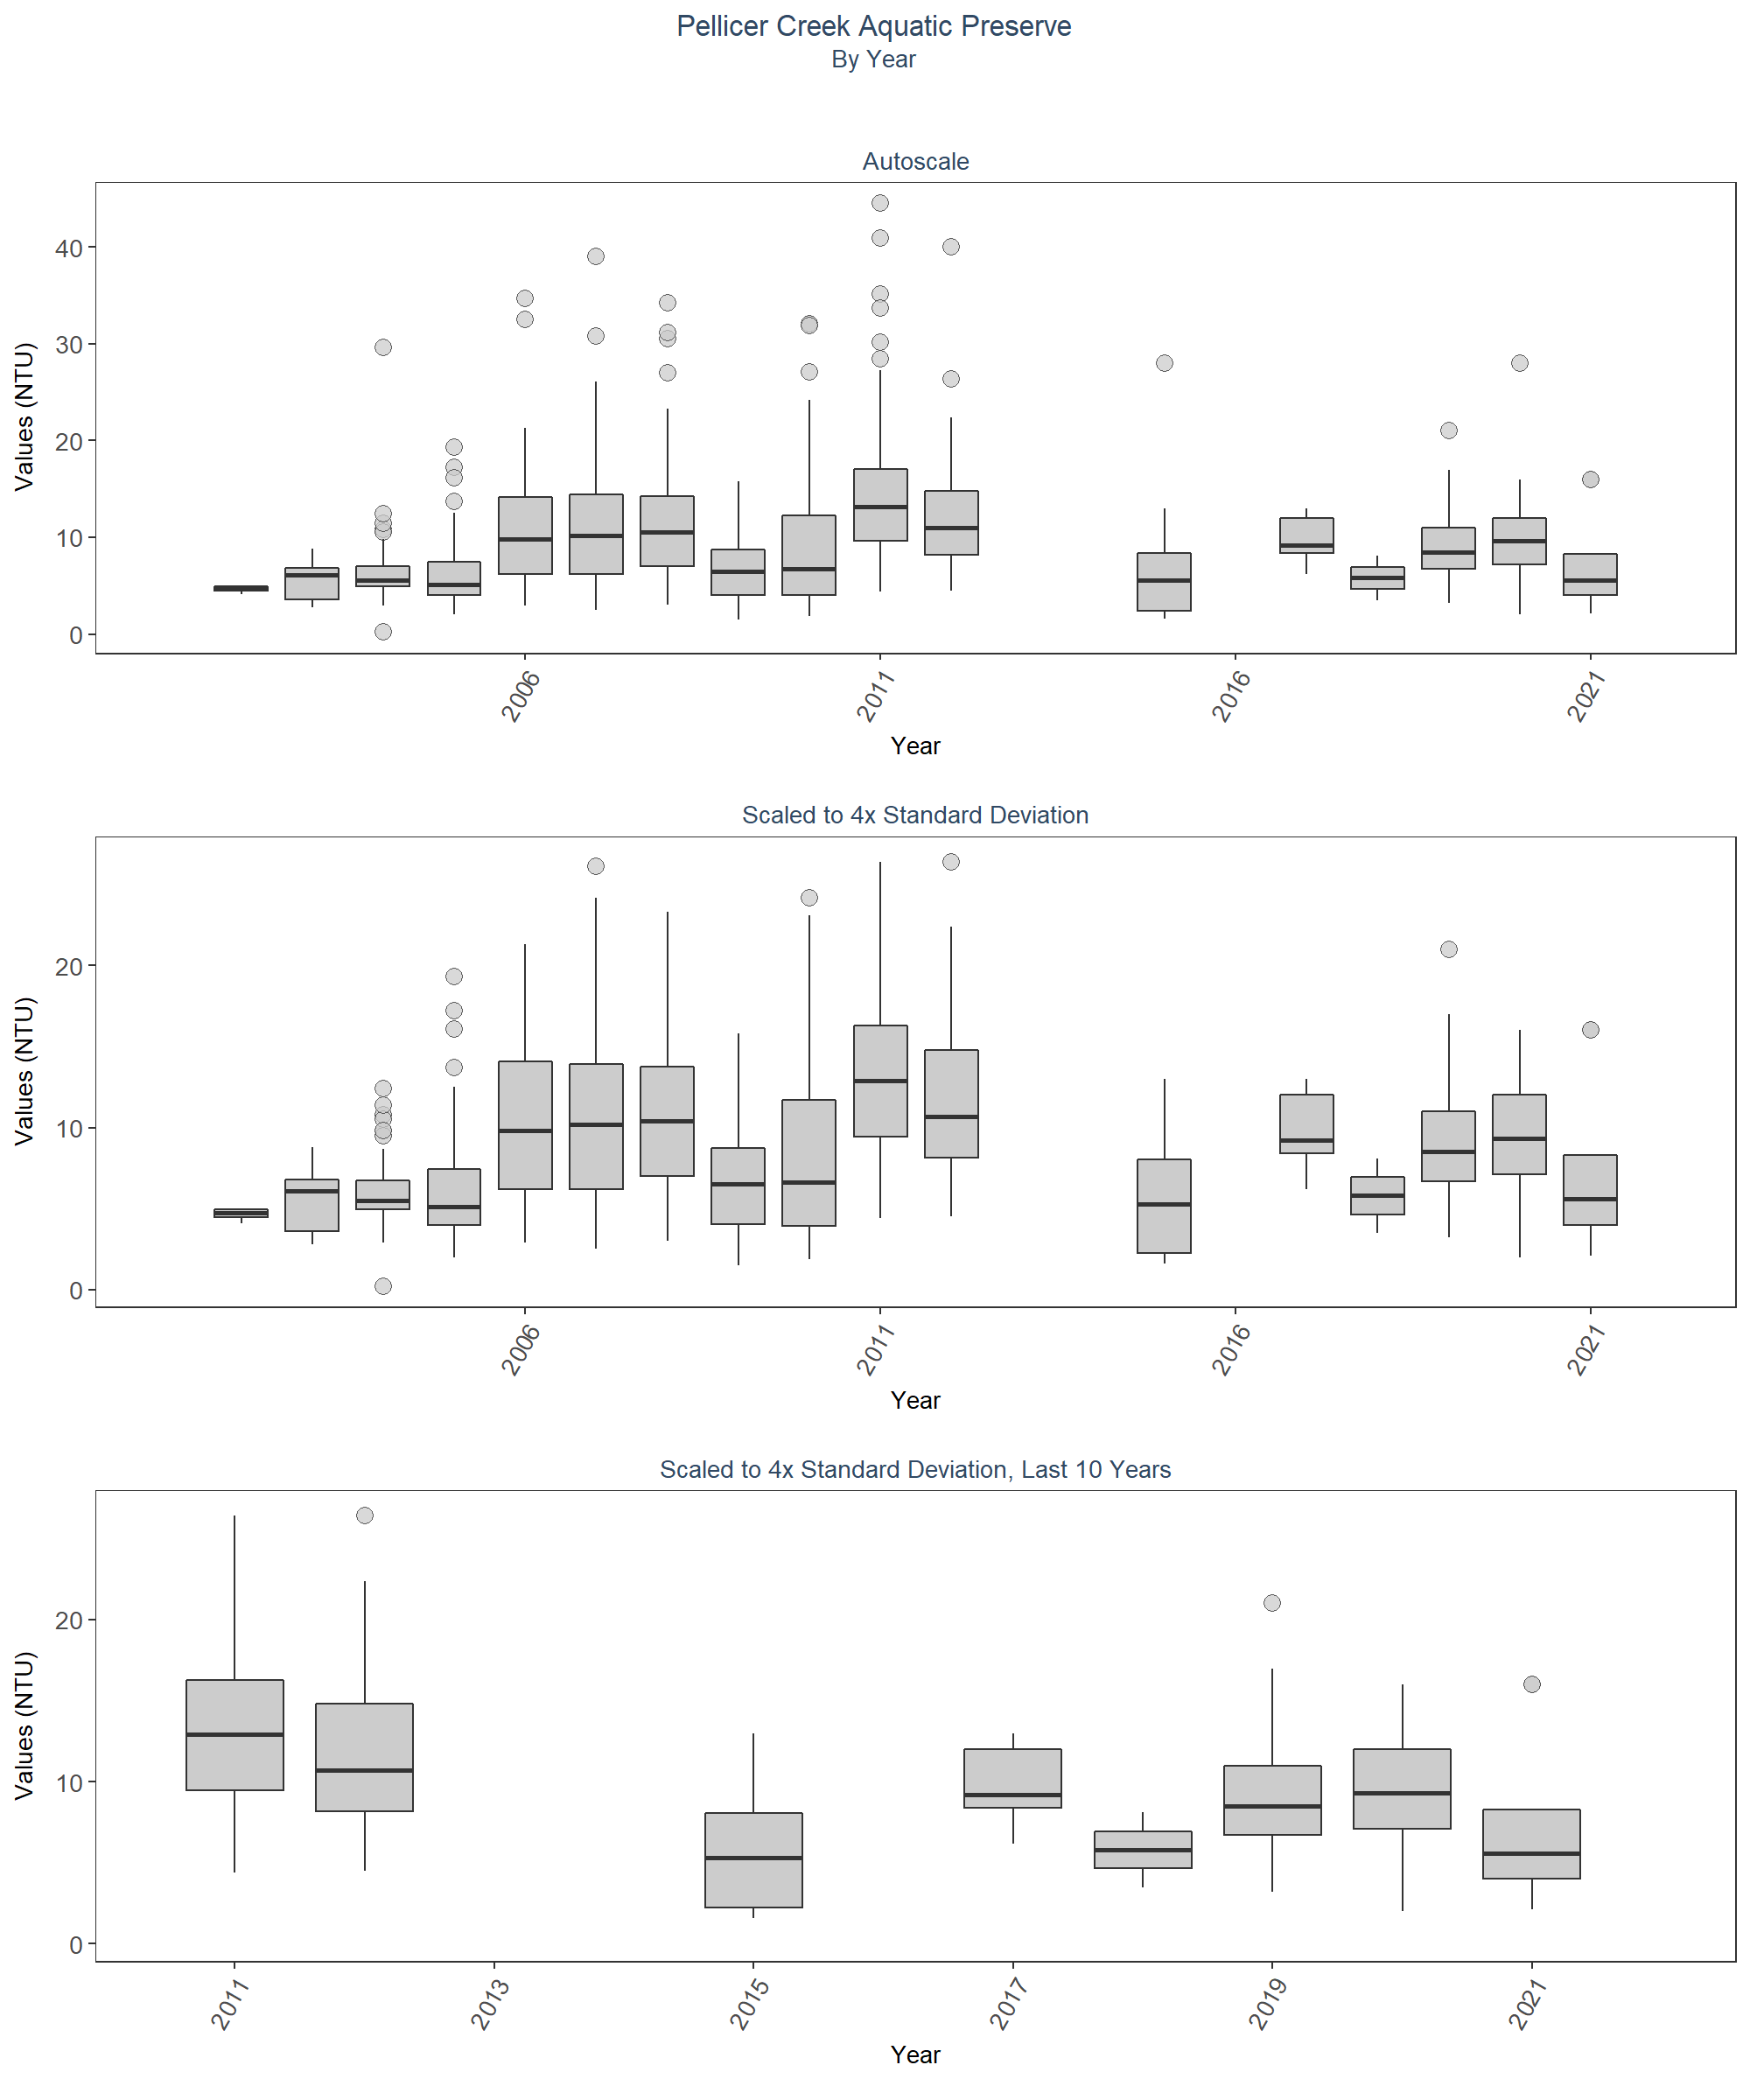 Pellicer Creek Aquatic Preserve
By Year
Autoscale
Values (NTU)
40
30
20
10
0
2006
2011
2016
2021
Year
Scaled to 4x Standard Deviation
Values (NTU)
20
10
0
2006
2011
2016
2021
Year
Scaled to 4x Standard Deviation, Last 10 Years
Values (NTU)
20
10
0
2011
2013
2015
2017
2019
2021
Year